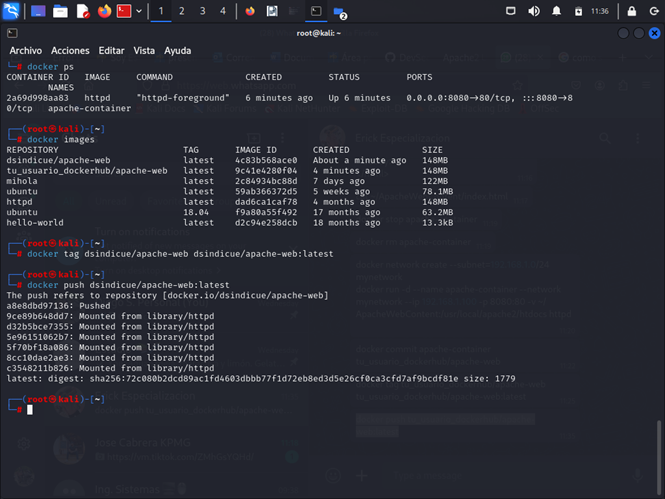 1 2 3 4
2
11:36
root@kali: ~
Archivo Acciones Editar Vista Ayuda
# docker ps
CONTAINER ID IMAGE COMMAND CREATED STATUS PORTS
NAMES
2a69d998aa83 httpd "httpd-foreground" 6 minutes ago Up 6 minutes 0.0.0.0:8080→80/tcp, :::8080→8
0/tcp apache-container
(root㉿kali)-[~]
# docker images
REPOSITORY TAG IMAGE ID CREATED SIZE
dsindicue/apache-web latest 4c83b568ace0 About a minute ago 148MB
tu_usuario_dockerhub/apache-web latest 9c41e4280f04 4 minutes ago 148MB
mihola latest 2c84934bc88d 7 days ago 122MB
ubuntu latest 59ab366372d5 5 weeks ago 78.1MB
httpd latest dad6ca1caf78 4 months ago 148MB
ubuntu 18.04 f9a80a55f492 17 months ago 63.2MB
hello-world latest d2c94e258dcb 18 months ago 13.3kB
(root㉿kali)-[~]
# docker tag dsindicue/apache-web dsindicue/apache-web:latest
(root㉿kali)-[~]
# docker push dsindicue/apache-web:latest
The push refers to repository [docker.io/dsindicue/apache-web]
a8e8dbd97136: Pushed
9ce89b648dd7: Mounted from library/httpd
d32b5bce7355: Mounted from library/httpd
5e96151062b7: Mounted from library/httpd
5f70bf18a086: Mounted from library/httpd
8cc10dae2ae3: Mounted from library/httpd
c3548211b826: Mounted from library/httpd
latest: digest: sha256:72c080b2dcd89ac1fd4603dbbb77f1d72eb8ed3d5e26cf0ca3cfd7af9bcdf81e size: 1779
(root㉿kali)-[~]
#